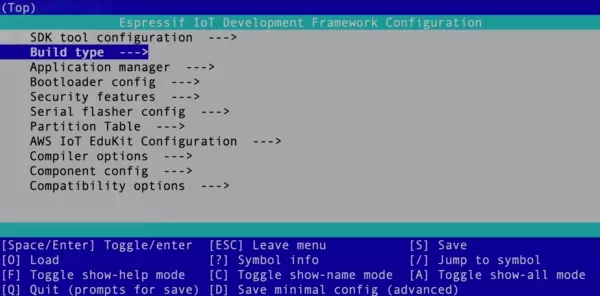 (Top)
Espressif IoT Development Framework Configuration
SDK tool configuration --->
Build type --->
Application manager --->
Bootloader config --->
Security features --->
Serial flasher config --->
Partition Table --->
AWS IoT EduKit Configuration --->
Compiler options --->
Component config --->
Compatibility options --->
[Space/Enter] Toggle/enter [ESC] Leave menu [S] Save
[O] Load [?] Symbol info [/] Jump to symbol
[F] Toggle show-help mode [C] Toggle show-name mode [A] Toggle show-all mode
[Q] Quit (prompts for save) [D] Save minimal config (advanced)